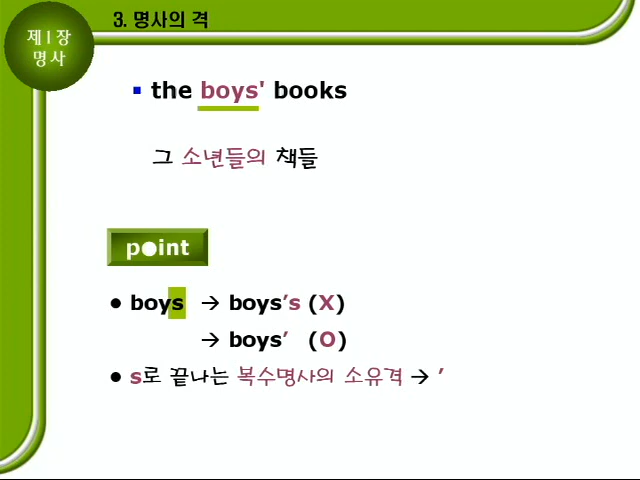 3. 명사의 격
제 I 장
명사
▪ the boys' books
그 소년들의 책들
point
● boys → boys’s (X)
→ boys’ (O)
● s로 끝나는 복수명사의 소유격 → ’